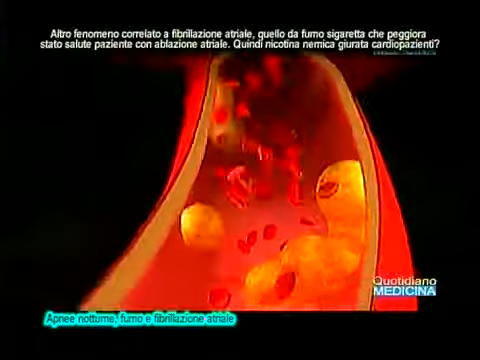 Altro fenomeno correlato a fibrillazione atriale, quello da fumo sigaretta che peggiora
stato salute paziente con ablazione atriale. Quindi nicotina nemica giurata cardiopazienti?
Quotidiano
MEDICINA
Apnee notturne, fumo e fibrillazione atriale